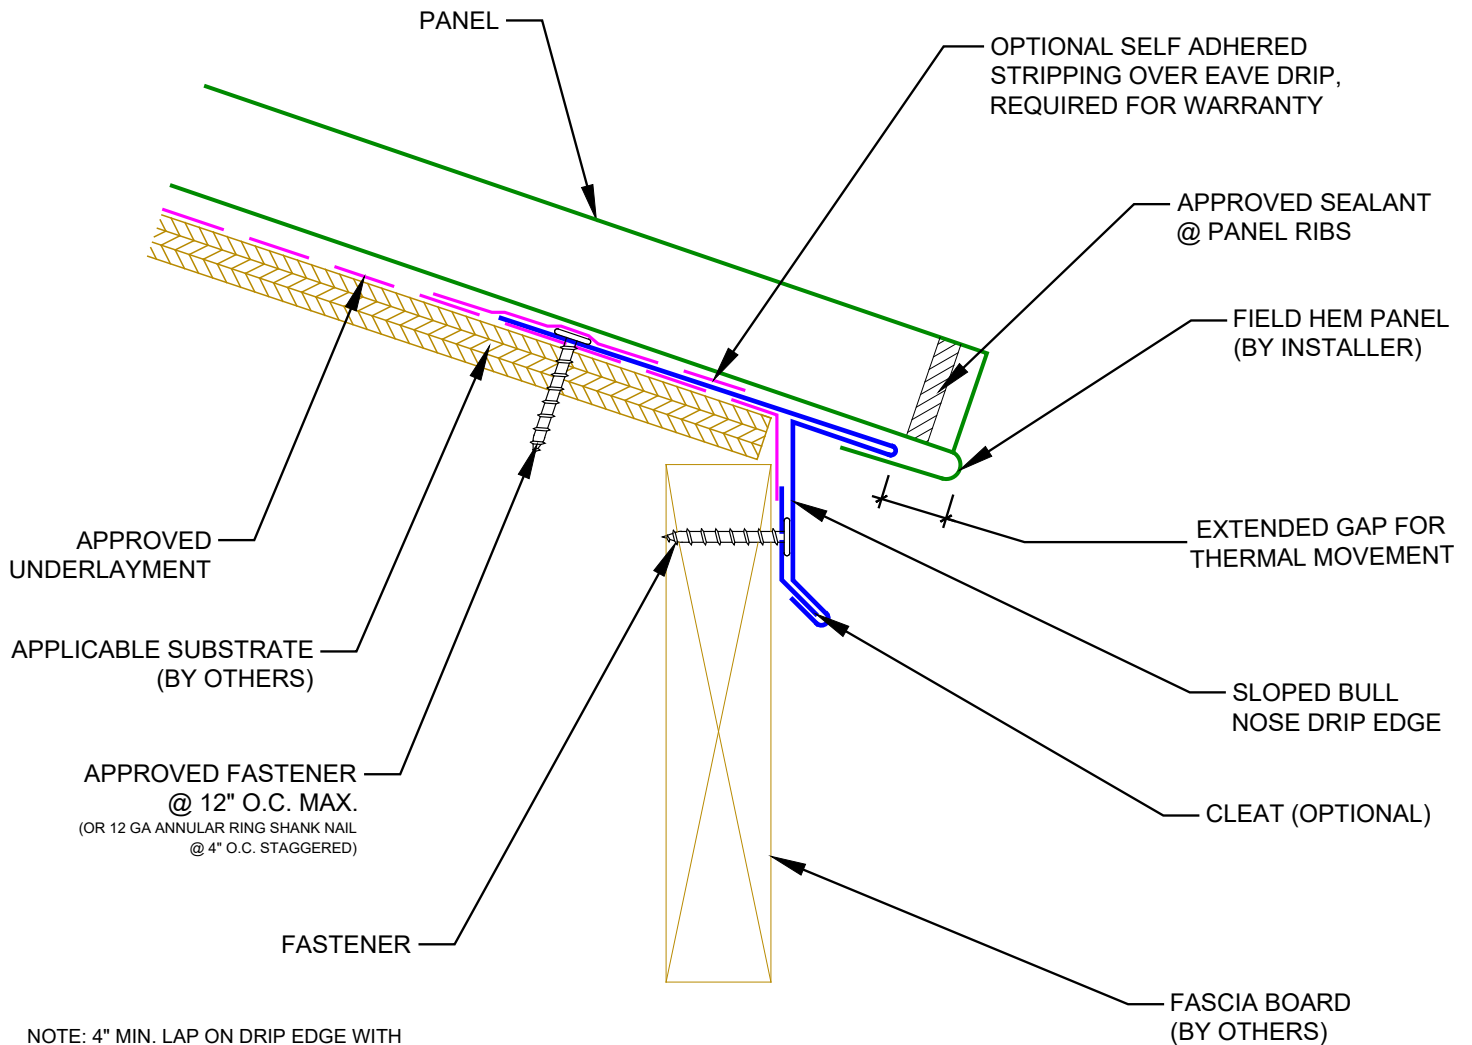 PANEL
OPTIONAL SELF ADHERED
STRIPPING OVER EAVE DRIP,
REQUIRED FOR WARRANTY
APPROVED SEALANT
@ PANEL RIBS
FIELD HEM PANEL
(BY INSTALLER)
EXTENDED GAP FOR
THERMAL MOVEMENT
APPROVED
UNDERLAYMENT
APPLICABLE SUBSTRATE
(BY OTHERS)
SLOPED BULL
NOSE DRIP EDGE
APPROVED FASTENER
@ 12" O.C. MAX.
(OR 12 GA ANNULAR RING SHANK NAIL
@ 4" O.C. STAGGERED)
CLEAT (OPTIONAL)
FASTENER
FASCIA BOARD
(BY OTHERS)
NOTE: 4" MIN. LAP ON DRIP EDGE WITH